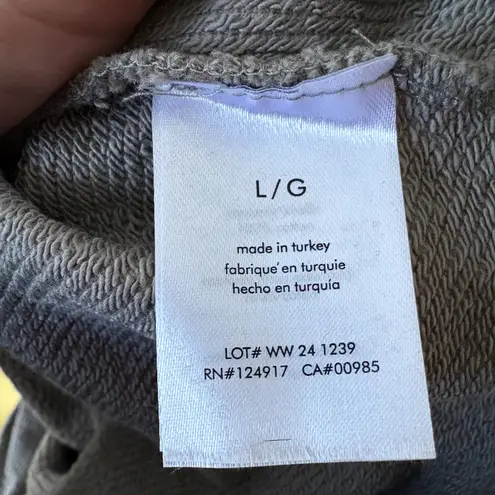 L / G
made in turkey
fabrique' en turquie
hecho en turquía
LOT# WW 24 1239
RN#124917 CA#00985